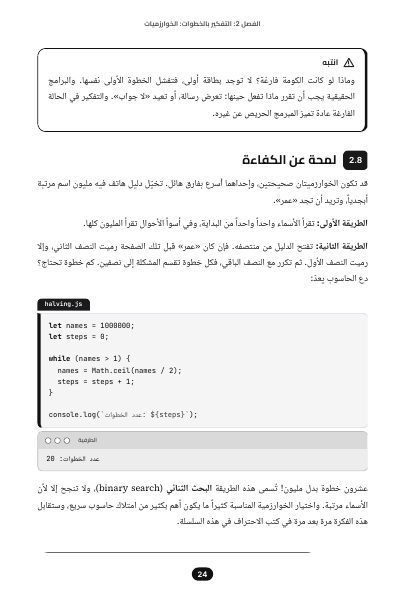 الفصل 2: التفكير بالخطوات: الخوارزميات
انتبه
وماذا لو كانت الكومة فارغة؟ لا توجد بطاقة أولى، فتفشل الخطوة الأولى نفسها. والبرامج
الحقيقية يجب أن تقرر ماذا تفعل حينها: تعرض رسالة، أو تعيد «لا جواب». والتفكير في الحالة
الفارغة عادة تميز المبرمج الحريص عن غيره.
2.8 لمحة عن الكفاءة
قد تكون الخوارزميتان صحيحتين، وإحداهما أسرع بفارق هائل. تخيّل دليل هاتف فيه مليون اسم مرتبة
أبجدياً، وتريد أن تجد «عمر».
الطريقة الأولى: تقرأ الأسماء واحداً واحداً من البداية، وفي أسوأ الأحوال تقرأ المليون كلها.
الطريقة الثانية: تفتح الدليل من منتصفه. فإن كان «عمر» قبل تلك الصفحة رميت النصف الثاني، وإلا
رميت النصف الأول. ثم تكرر مع النصف الباقي، فكل خطوة تقسم المشكلة إلى نصفين. كم خطوة تحتاج؟
دع الحاسوب يعدّ:
halving.js
let names = 1000000;
let steps = 0;
while (names > 1) {
names = Math.ceil(names / 2);
steps = steps + 1;
}
console.log(`عدد الخطوات: ${steps}`);
الطرفية
عدد الخطوات: 20
عشرون خطوة بدل مليون! تُسمى هذه الطريقة البحث الثنائي (binary search)، ولا تنجح إلا لأن
الأسماء مرتبة. واختيار الخوارزمية المناسبة كثيراً ما يكون أهم بكثير من امتلاك حاسوب سريع، وستقابل
هذه الفكرة مرة بعد مرة في كتب الاحتراف في هذه السلسلة.
24